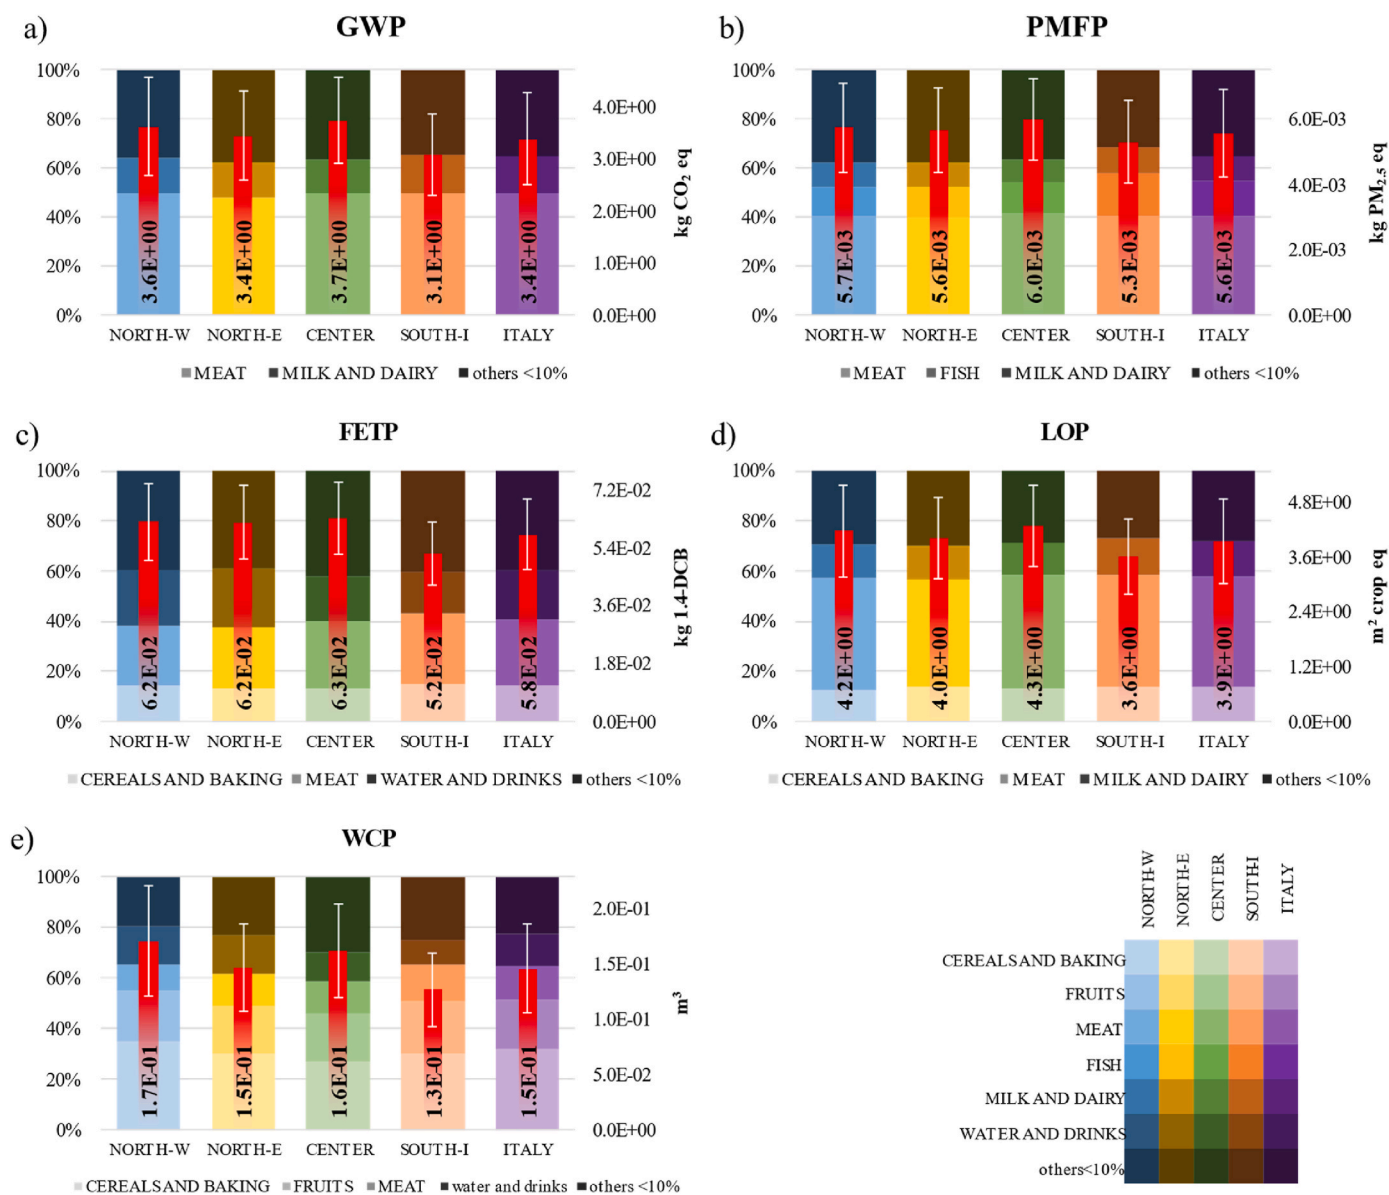 a)
GWP
100%
80%
60%
40%
20%
0%
4.0E+00
3.0E+00
2.0E+00
1.0E+00
0.0E+00
kg CO2 eq
3.6E+00
3.4E+00
3.7E+00
3.1E+00
3.4E+00
NORTH-W NORTH-E CENTER SOUTH-I ITALY
MEAT MILK AND DAIRY others <10%
b)
PMFP
100%
80%
60%
40%
20%
0%
6.0E-03
4.0E-03
2.0E-03
0.0E+00
kg PM2.5 eq
5.7E-03
5.6E-03
6.0E-03
5.3E-03
5.6E-03
NORTH-W NORTH-E CENTER SOUTH-I ITALY
MEAT FISH MILK AND DAIRY others <10%
c)
FETP
100%
80%
60%
40%
20%
0%
7.2E-02
5.4E-02
3.6E-02
1.8E-02
0.0E+00
kg 1.4-DCB
6.2E-02
6.2E-02
6.3E-02
5.2E-02
5.8E-02
NORTH-W NORTH-E CENTER SOUTH-I ITALY
CEREALS AND BAKING MEAT WATER AND DRINKS others <10%
d)
LOP
100%
80%
60%
40%
20%
0%
4.8E+00
3.6E+00
2.4E+00
1.2E+00
0.0E+00
m2 crop eq
4.2E+00
4.0E+00
4.3E+00
3.6E+00
3.9E+00
NORTH-W NORTH-E CENTER SOUTH-I ITALY
CEREALS AND BAKING MEAT MILK AND DAIRY others <10%
e)
WCP
100%
80%
60%
40%
20%
0%
2.0E-01
1.5E-01
1.0E-01
5.0E-02
0.0E+00
m3
1.7E-01
1.5E-01
1.6E-01
1.3E-01
1.5E-01
NORTH-W NORTH-E CENTER SOUTH-I ITALY
CEREALS AND BAKING FRUITS MEAT water and drinks others <10%
NORTH-W
NORTH-E
CENTER
SOUTH-I
ITALY
CEREALS AND BAKING
FRUITS
MEAT
FISH
MILK AND DAIRY
WATER AND DRINKS
others<10%